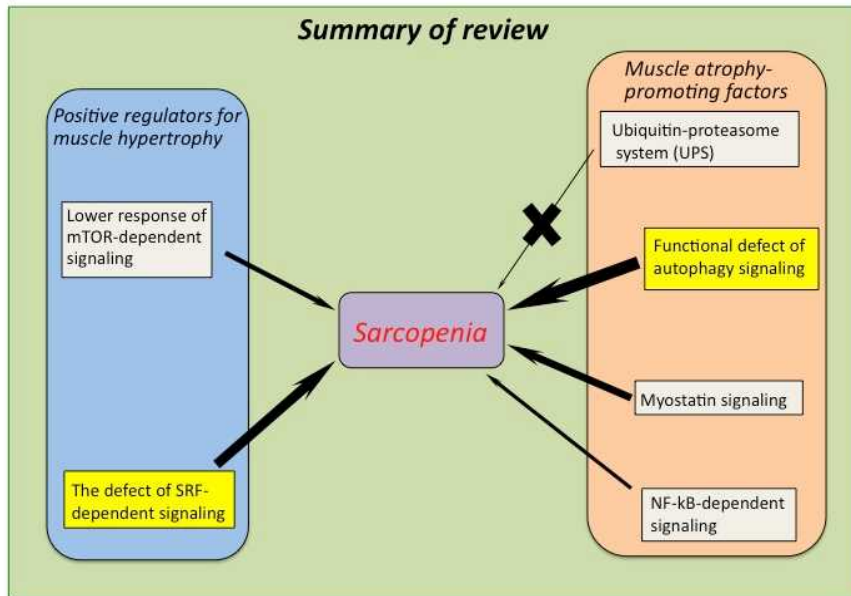 Summary of review
Positive regulators for
muscle hypertrophy
Lower response of
mTOR-dependent
signaling
The defect of SRF-
dependent signaling
Sarcopenia
Muscle atrophy-
promoting factors
Ubiquitin-proteasome
system (UPS)
Functional defect of
autophagy signaling
Myostatin signaling
NF-kB-dependent
signaling